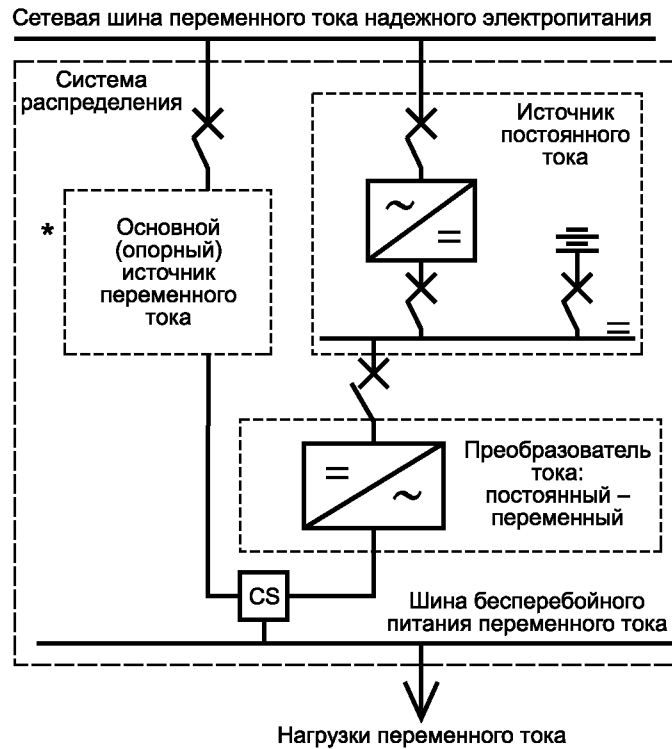 Сетевая шина переменного тока надежного электропитания
Система
распределения
Источник
постоянного
тока
*
Основной
(опорный)
источник
переменного
тока
Преобразователь
тока:
постоянный –
переменный
CS
Шина бесперебойного
питания переменного тока
Нагрузки переменного тока